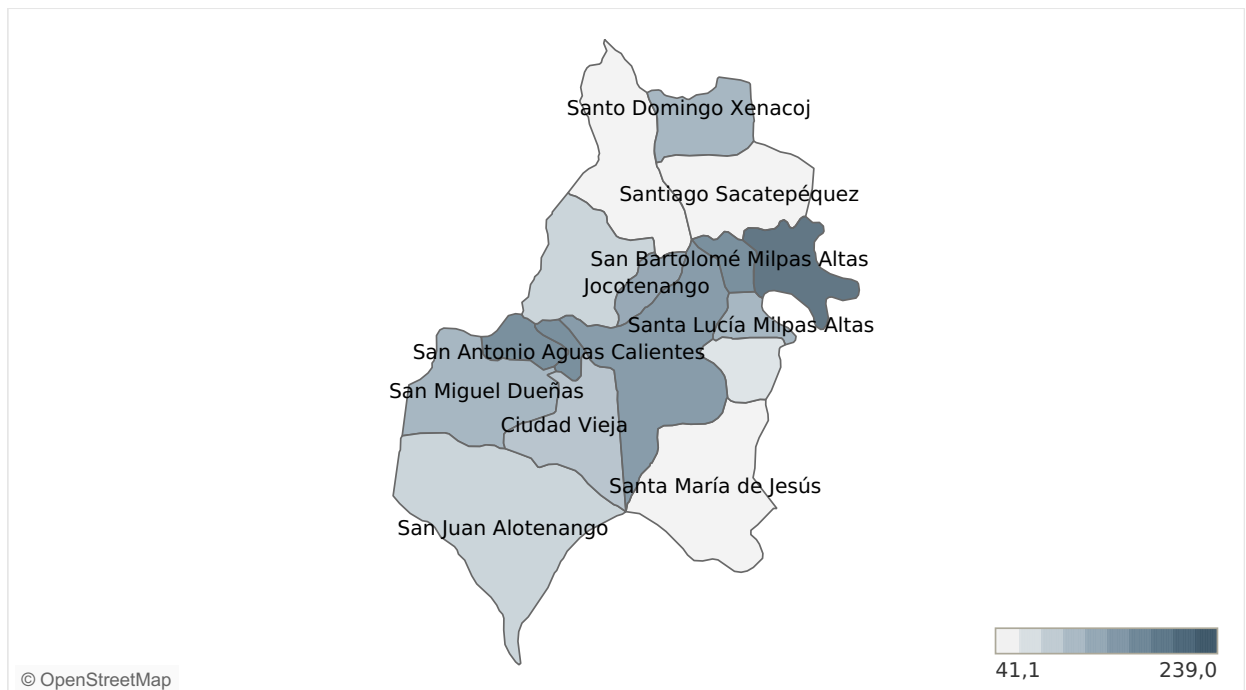 Santo Domingo Xenacoj
Santiago Sacatepéquez
San Bartolomé Milpas Altas
Jocotenango
Santa Lucía Milpas Altas
San Antonio Aguas Calientes
San Miguel Dueñas
Ciudad Vieja
Santa María de Jesús
San Juan Alotenango
41,1 239,0
© OpenStreetMap